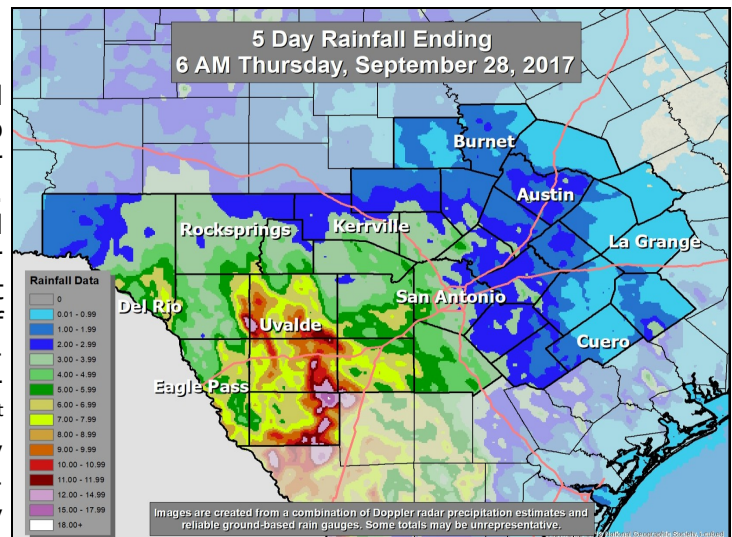 5 Day Rainfall Ending
6 AM Thursday, September 28, 2017
Burnet
Austin
Rocksprings
Kerrville
La Grange
Rainfall Data
0
0.01 - 0.99
1.00 - 1.99
2.00 - 2.99
3.00 - 3.99
4.00 - 4.99
5.00 - 5.99
6.00 - 6.99
7.00 - 7.99
8.00 - 8.99
9.00 - 9.99
10.00 - 10.99
11.00 - 11.99
12.00 - 14.99
15.00 - 17.99
18.00+
Del Rio
San Antonio
Uvalde
Cuero
Eagle Pass
Images are created from a combination of Doppler radar precipitation estimates and
reliable ground-based rain gauges. Some totals may be unrepresentative.